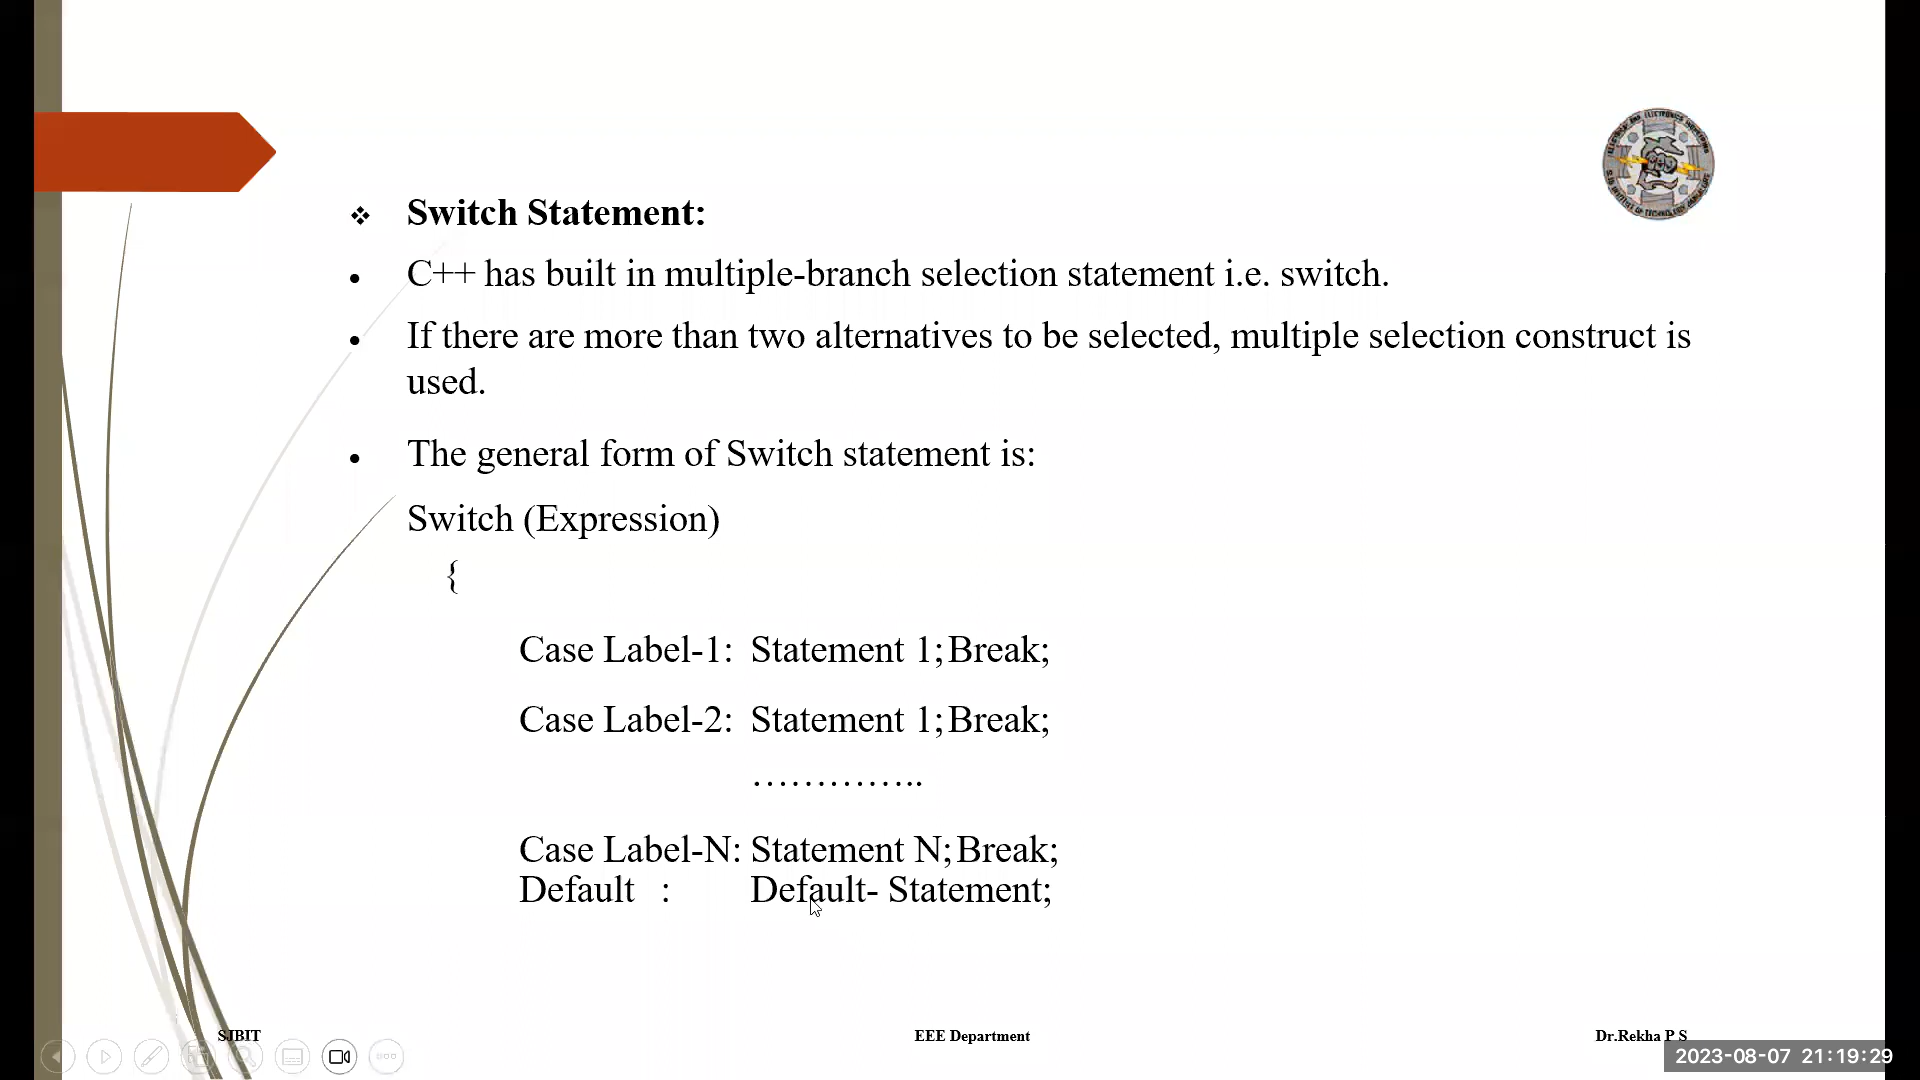 Switch Statement:
C++ has built in multiple-branch selection statement i.e. switch.
If there are more than two alternatives to be selected, multiple selection construct is
used.
The general form of Switch statement is:
Switch (Expression)
{
Case Label-1: Statement 1; Break;
Case Label-2: Statement 1; Break;
…………..
Case Label-N: Statement N; Break;
Default : Default- Statement;
SJBIT
EEE Department
Dr.Rekha P S
2023-08-07 21:19:29